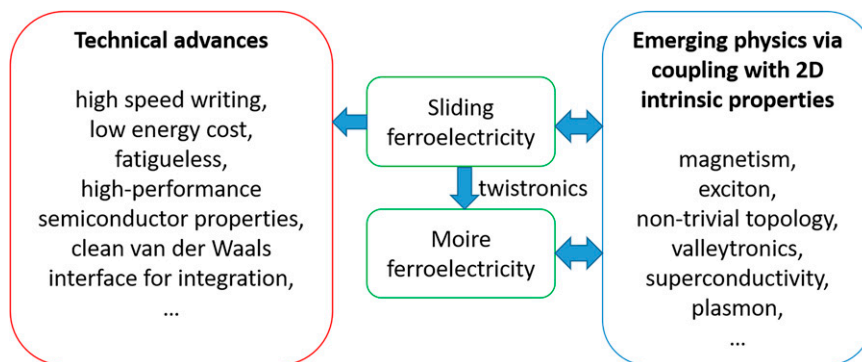 Technical advances
high speed writing,
low energy cost,
fatigueless,
high-performance
semiconductor properties,
clean van der Waals
interface for integration,
...
Sliding
ferroelectricity
twistronics
Moire
ferroelectricity
Emerging physics via
coupling with 2D
intrinsic properties
magnetism,
exciton,
non-trivial topology,
valleytronics,
superconductivity,
plasmon,
...